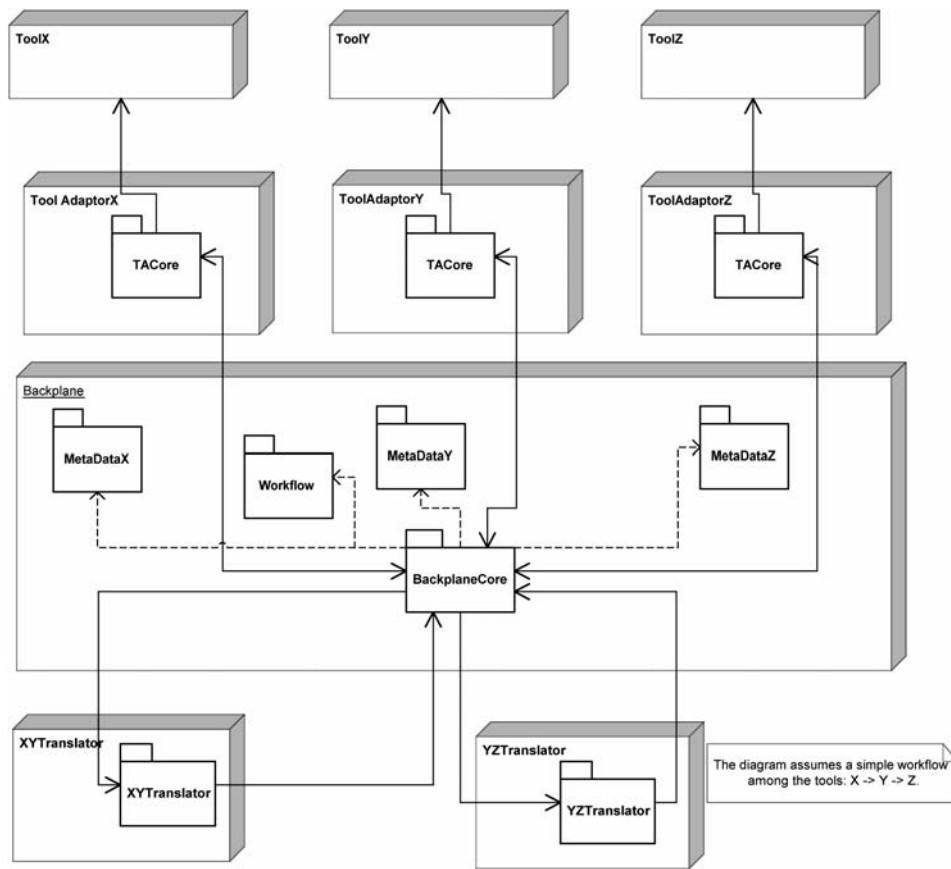 ToolX
ToolY
ToolZ
Tool AdaptorX
ToolAdaptorY
ToolAdaptorZ
TACore
TACore
TACore
Backplane
MetaDataX
MetaDataY
MetaDataZ
Workflow
BackplaneCore
XYTranslator
YZTranslator
XYTranslator
YZTranslator
The diagram assumes a simple workflow
among the tools: X -> Y -> Z.